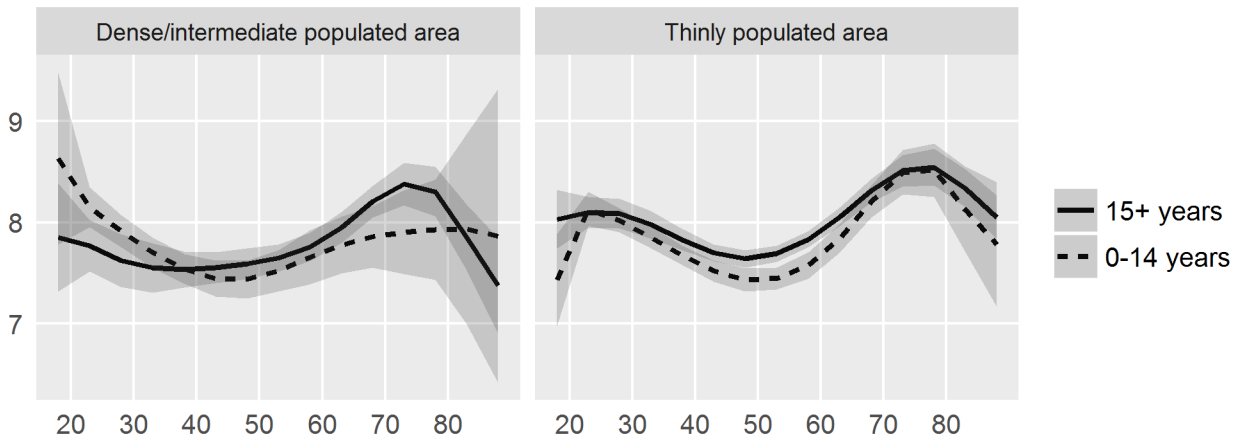 Dense/intermediate populated area
Thinly populated area
9
8
7
20 30 40 50 60 70 80
20 30 40 50 60 70 80
15+ years
0-14 years